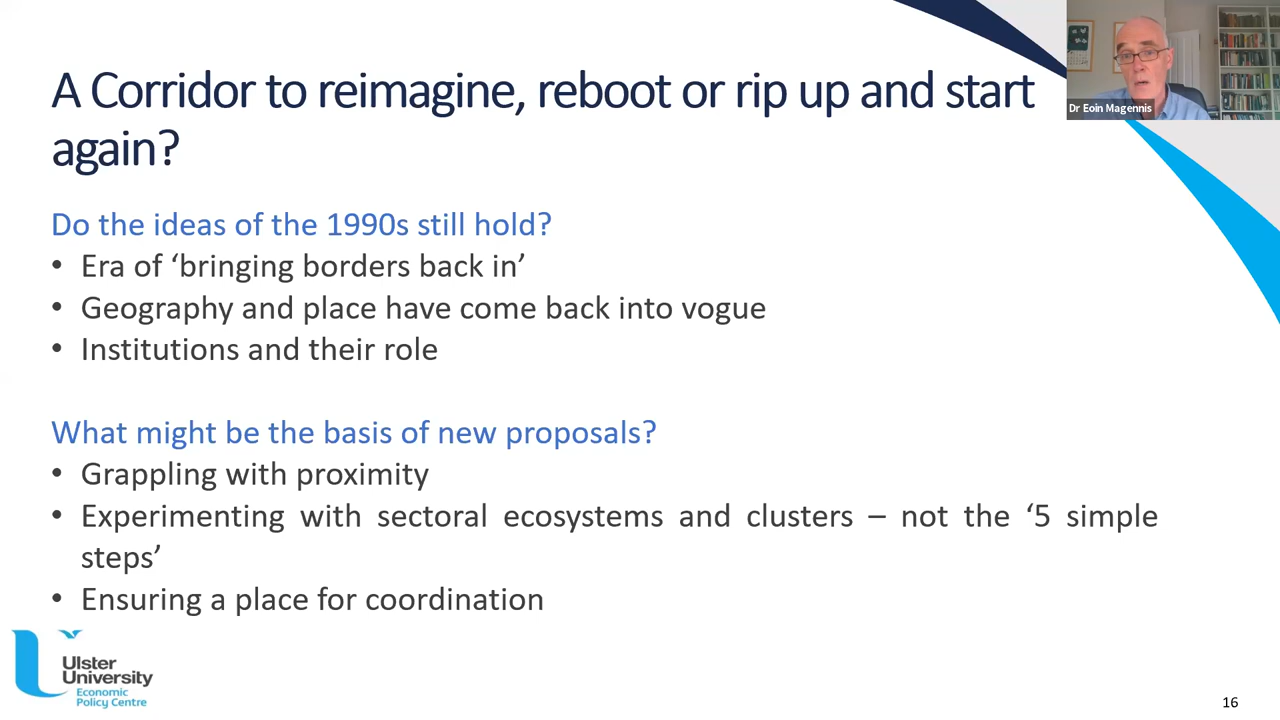 A Corridor to reimagine, reboot or rip up and start
again?
Dr Eoin Magennis
Do the ideas of the 1990s still hold?
• Era of ‘bringing borders back in’
• Geography and place have come back into vogue
• Institutions and their role
What might be the basis of new proposals?
• Grappling with proximity
• Experimenting with sectoral ecosystems and clusters – not the ‘5 simple
steps’
• Ensuring a place for coordination
Ulster
University
Economic
Policy Centre
16